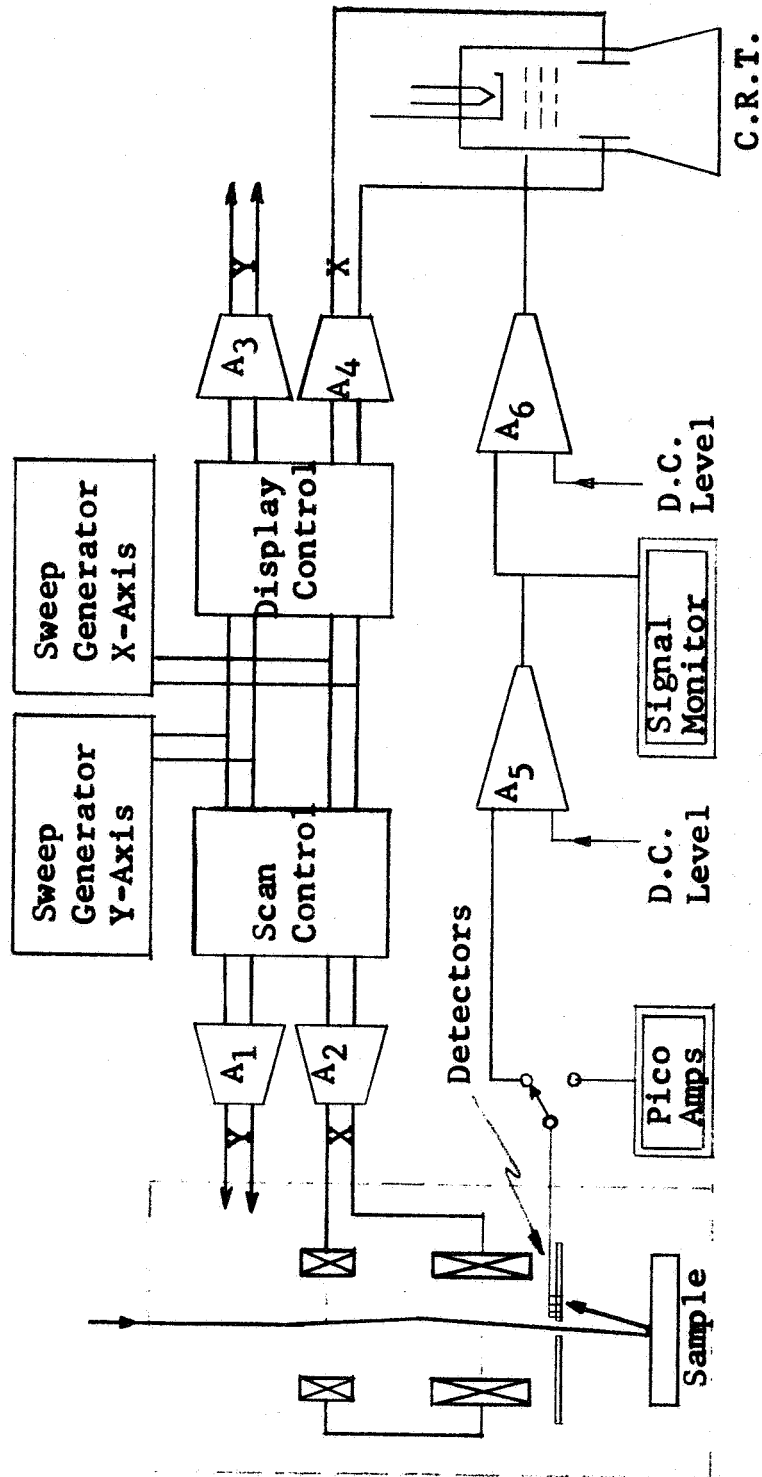 Sweep
Generator
Y-Axis
Sweep
Generator
X-Axis
A1
Y
A2
X
Scan
Control
Display
Control
A3
Y
A4
X
Detectors
A5
A6
Pico
Amps
D.C.
Level
Signal
Monitor
D.C.
Level
Sample
C.R.T.